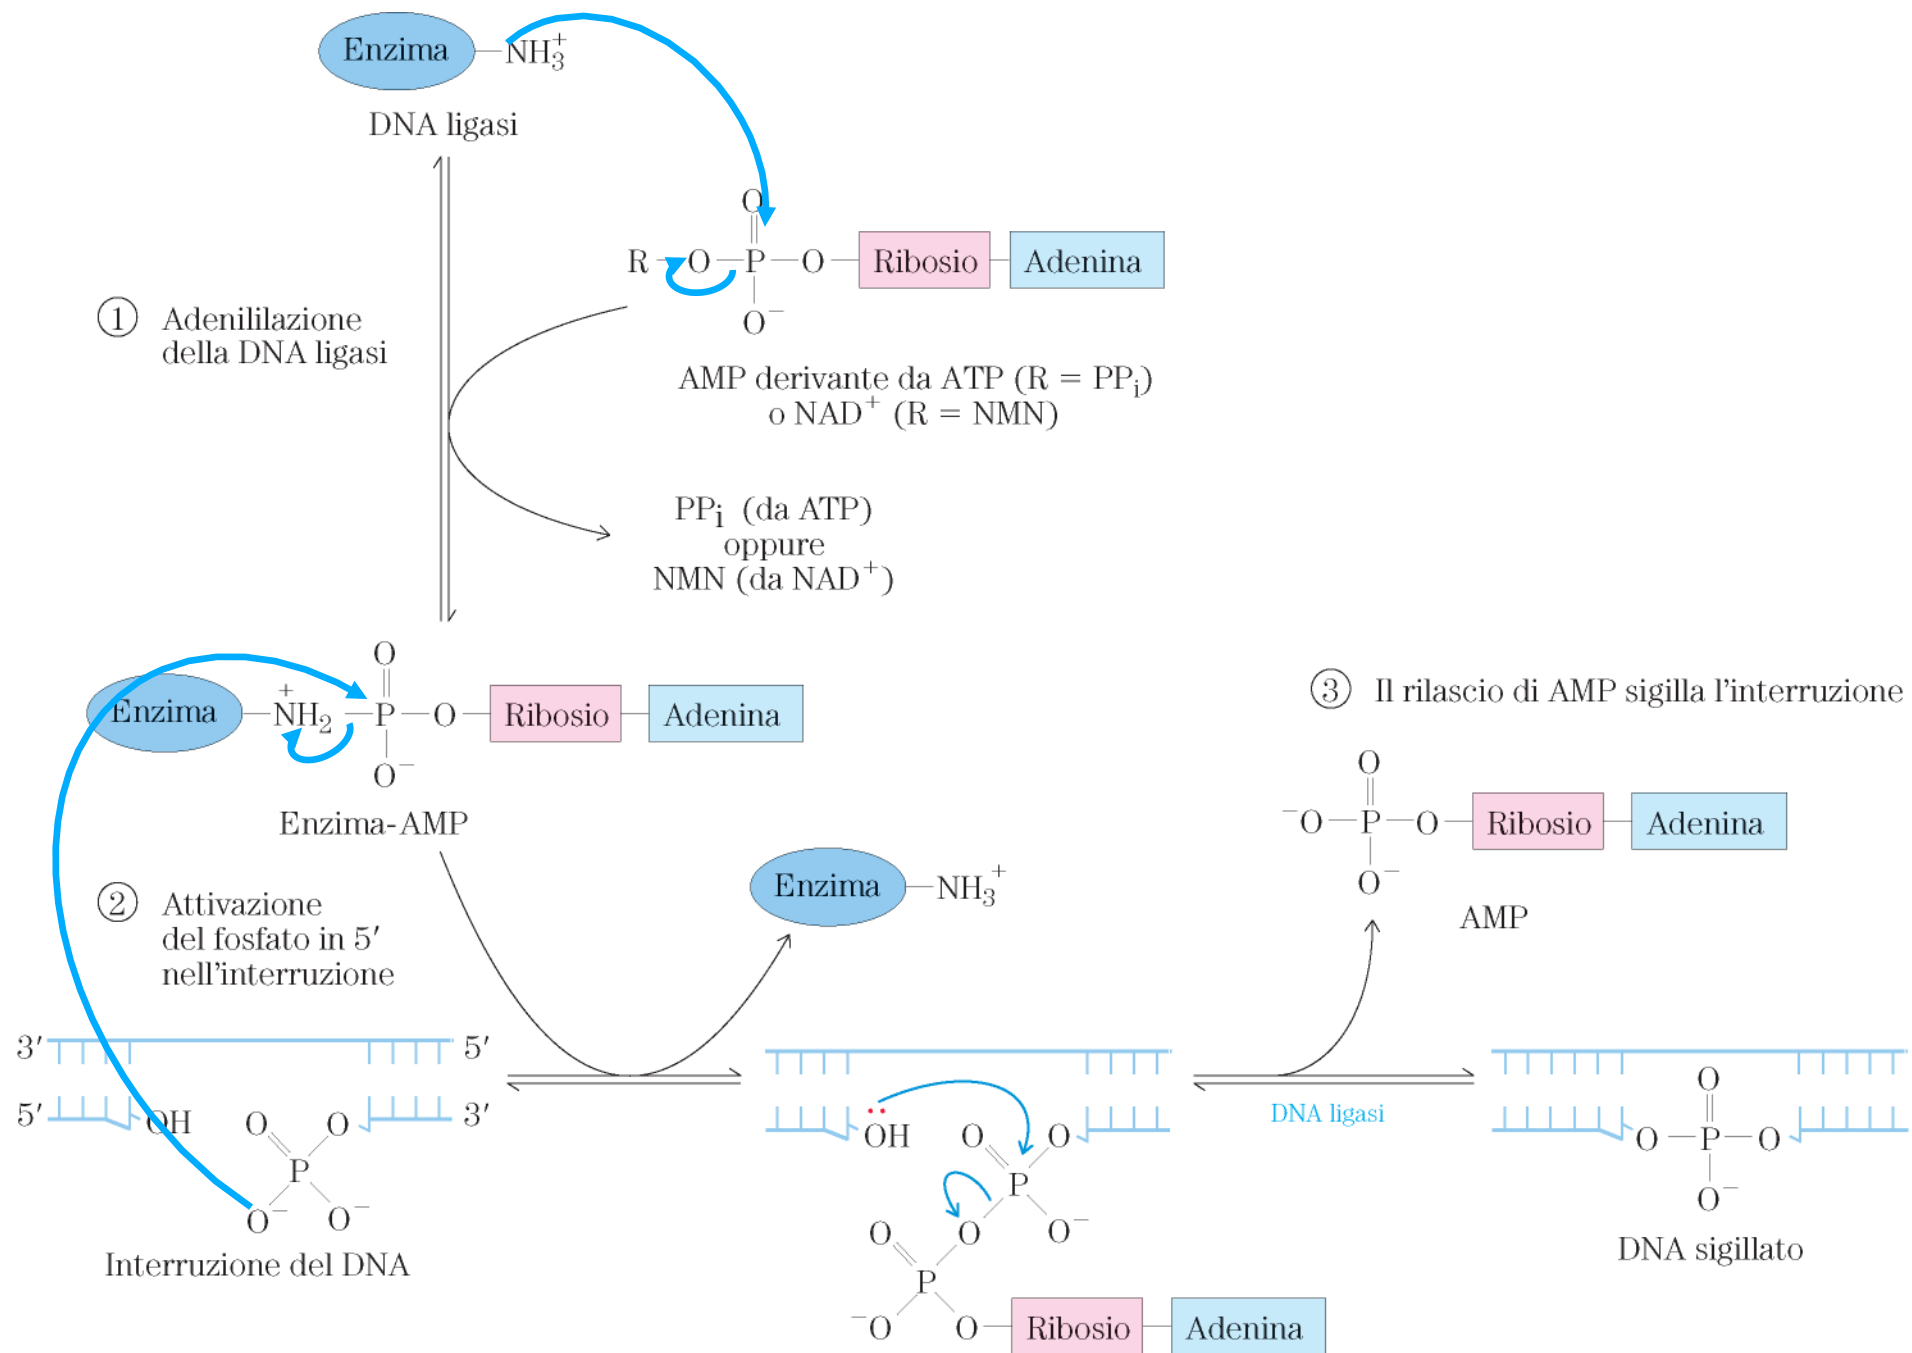 Enzima—NH3+
DNA ligasi
O
R—O—P—O—Ribosio—Adenina
O−
① Adenililazione
della DNA ligasi
AMP derivante da ATP (R = PPi)
o NAD+ (R = NMN)
PPi (da ATP)
oppure
NMN (da NAD+)
O
Enzima—N+H2—P—O—Ribosio—Adenina
O−
Enzima-AMP
② Attivazione
del fosfato in 5′
nell'interruzione
Enzima—NH3+
③ Il rilascio di AMP sigilla l'interruzione
O
−O—P—O—Ribosio—Adenina
O−
AMP
3′ 5′
5′ OH O O 3′
P
O− O−
Interruzione del DNA
OH O O
P
O O−
O
P
−O O—Ribosio—Adenina
DNA ligasi
O
O—P—O
O−
DNA sigillato